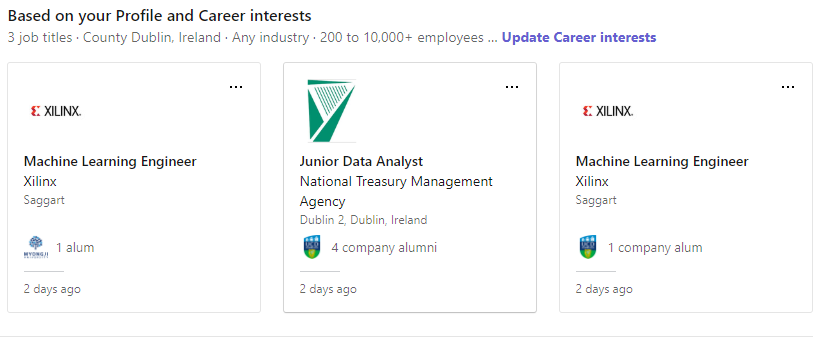 Based on your Profile and Career interests
3 job titles · County Dublin, Ireland · Any industry · 200 to 10,000+ employees ... Update Career interests
XILINX.
Machine Learning Engineer
Xilinx
Saggart
MYONGJI
1 alum
2 days ago
Junior Data Analyst
National Treasury Management
Agency
Dublin 2, Dublin, Ireland
4 company alumni
2 days ago
XILINX.
Machine Learning Engineer
Xilinx
Saggart
1 company alum
2 days ago